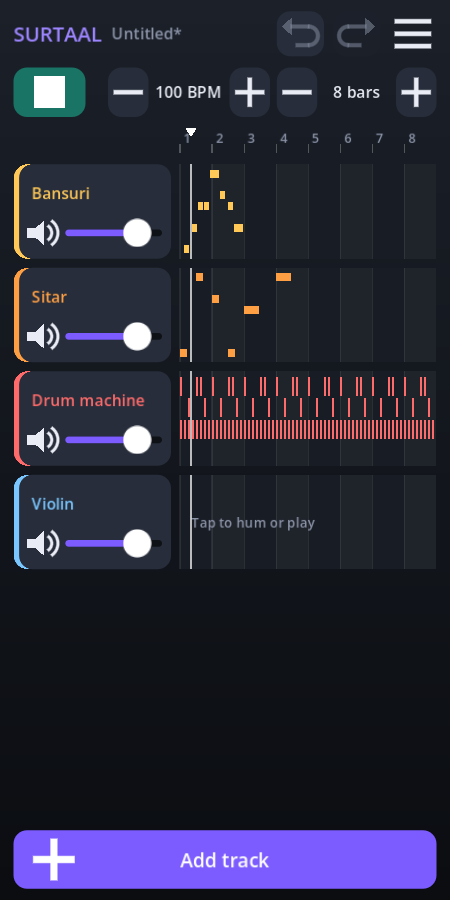 SURTAAL Untitled*
100 BPM 8 bars
1 2 3 4 5 6 7 8
Bansuri
Sitar
Drum machine
Violin
Tap to hum or play
Add track